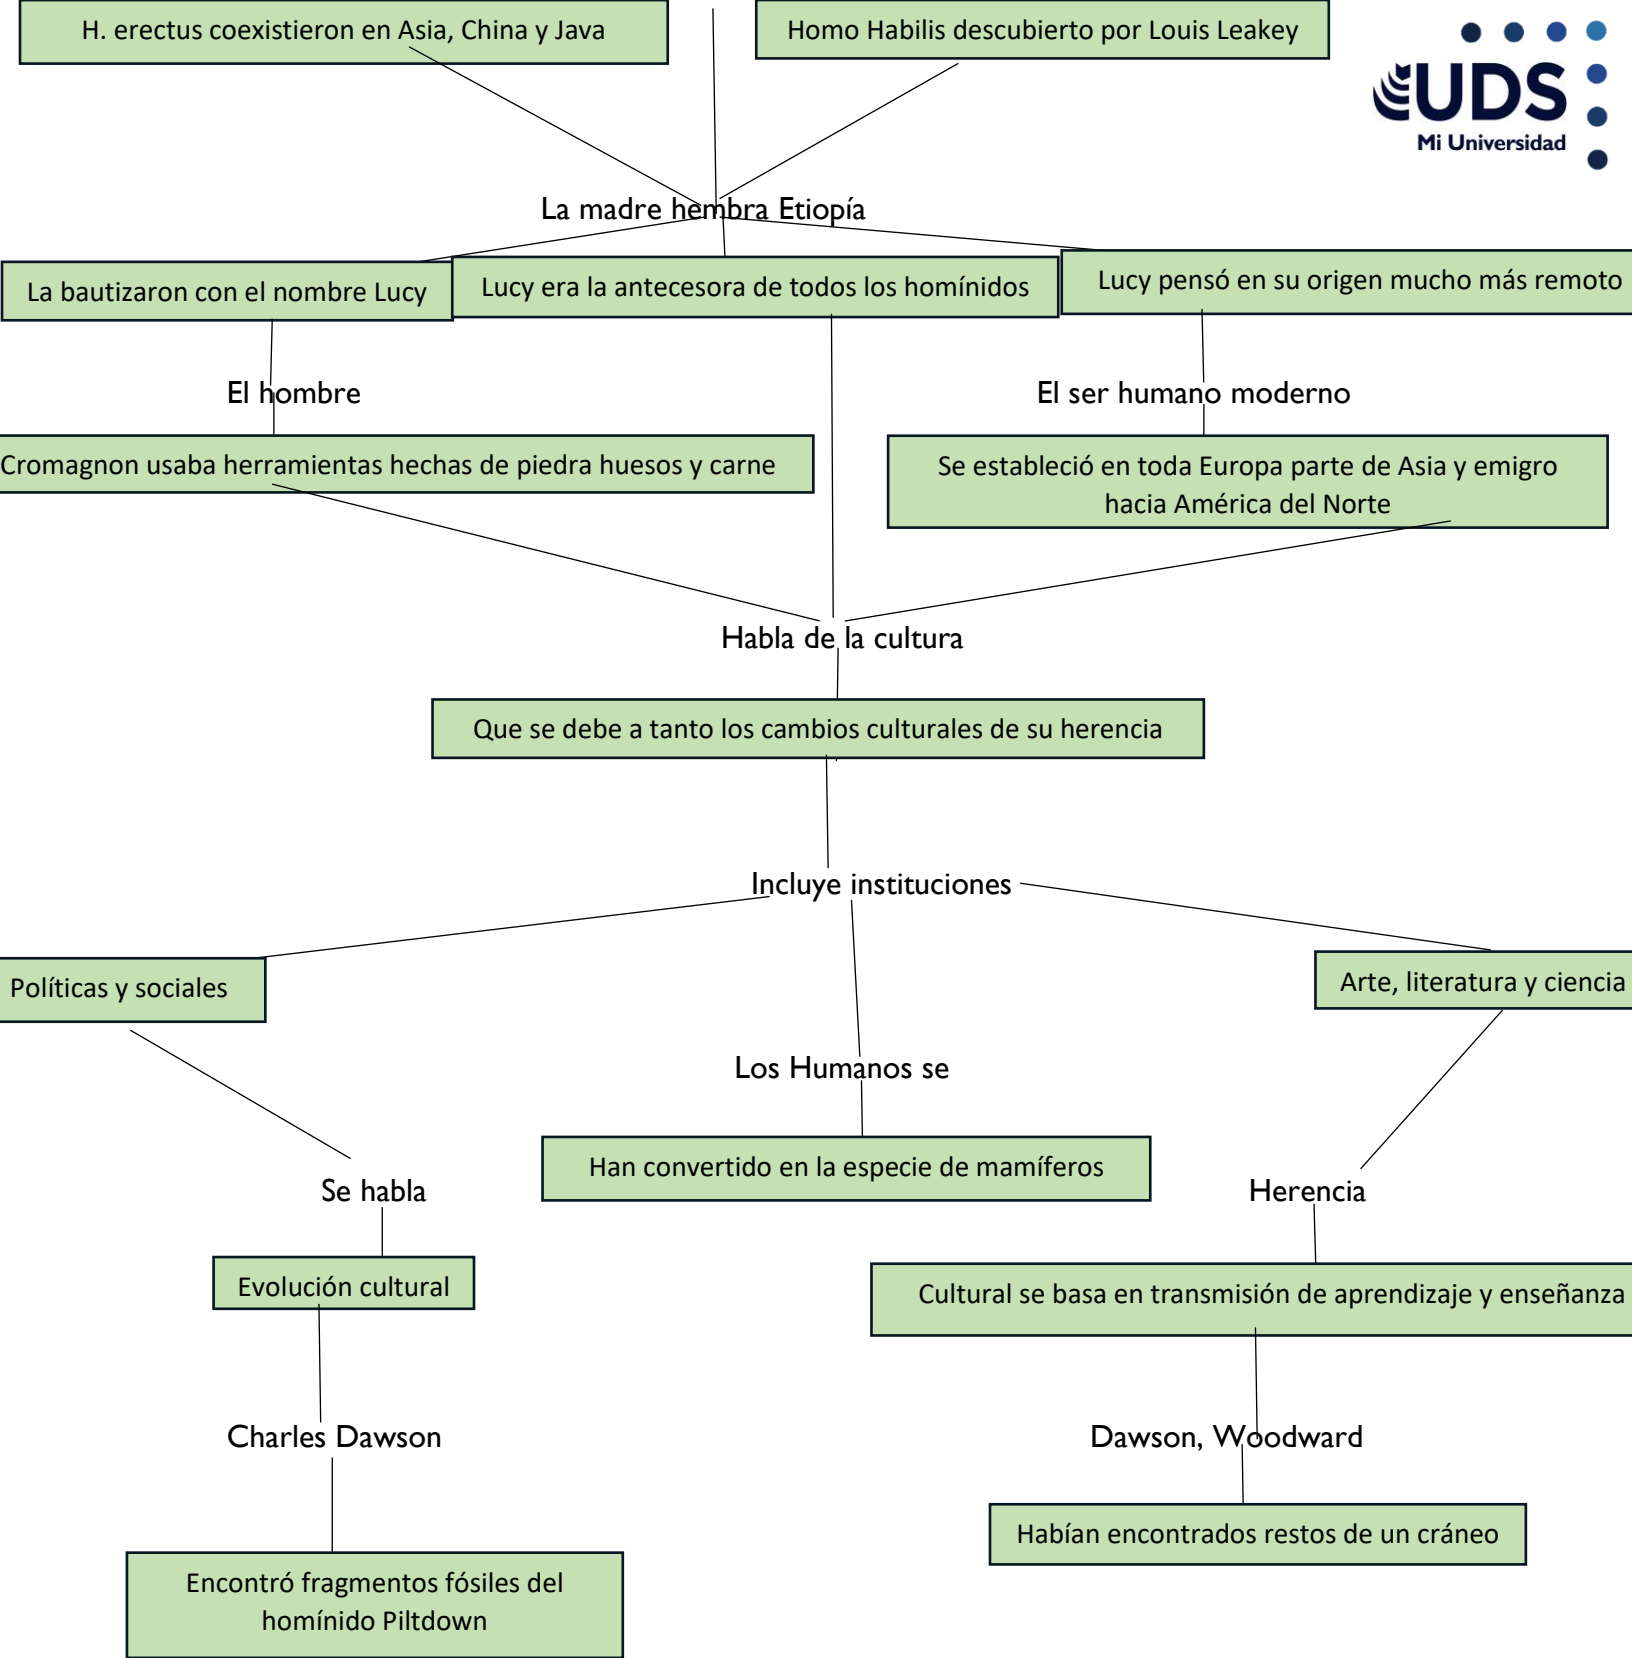 H. erectus coexistieron en Asia, China y Java
Homo Habilis descubierto por Louis Leakey
UDS
Mi Universidad
La madre hembra Etiopía
La bautizaron con el nombre Lucy
Lucy era la antecesora de todos los homínidos
Lucy pensó en su origen mucho más remoto
El hombre
El ser humano moderno
Cromagnon usaba herramientas hechas de piedra huesos y carne
Se estableció en toda Europa parte de Asia y emigro
hacia América del Norte
Habla de la cultura
Que se debe a tanto los cambios culturales de su herencia
Incluye instituciones
Políticas y sociales
Arte, literatura y ciencia
Los Humanos se
Han convertido en la especie de mamíferos
Se habla
Herencia
Evolución cultural
Cultural se basa en transmisión de aprendizaje y enseñanza
Charles Dawson
Dawson, Woodward
Habían encontrados restos de un cráneo
Encontró fragmentos fósiles del
homínido Piltdown